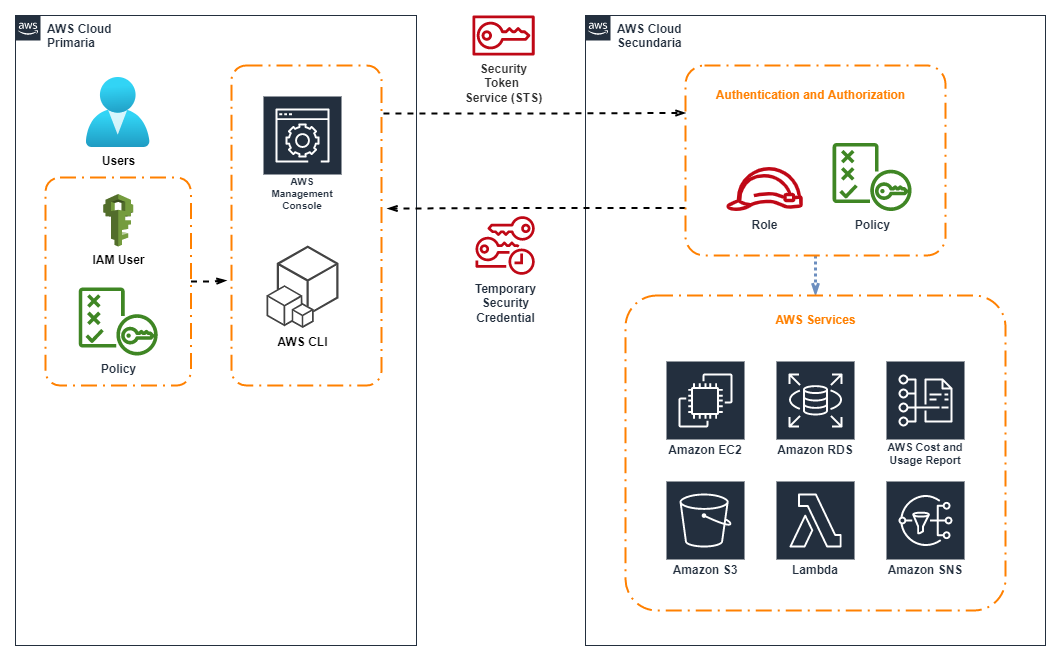 aws
AWS Cloud
Primaria
Users
IAM User
Policy
AWS
Management
Console
AWS CLI
Security
Token
Service (STS)
Temporary
Security
Credential
aws
AWS Cloud
Secundaria
Authentication and Authorization
Role
Policy
AWS Services
Amazon EC2
Amazon RDS
AWS Cost and
Usage Report
Amazon S3
Lambda
Amazon SNS